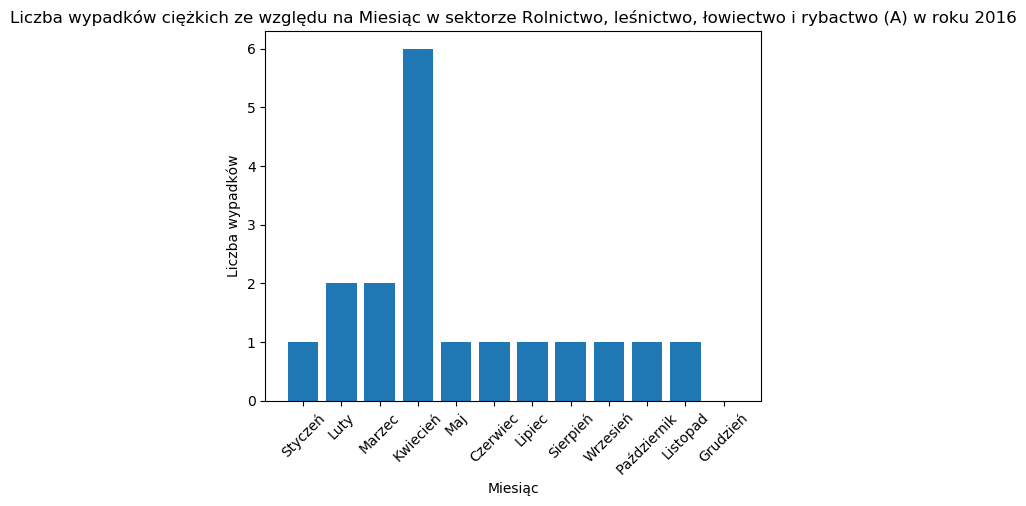 Liczba wypadków ciężkich ze względu na Miesiąc w sektorze Rolnictwo, leśnictwo, łowiectwo i rybactwo (A) w roku 2016
Liczba wypadków
6
5
4
3
2
1
0
Styczeń
Luty
Marzec
Kwiecień
Maj
Czerwiec
Lipiec
Sierpień
Wrzesień
Październik
Listopad
Grudzień
Miesiąc